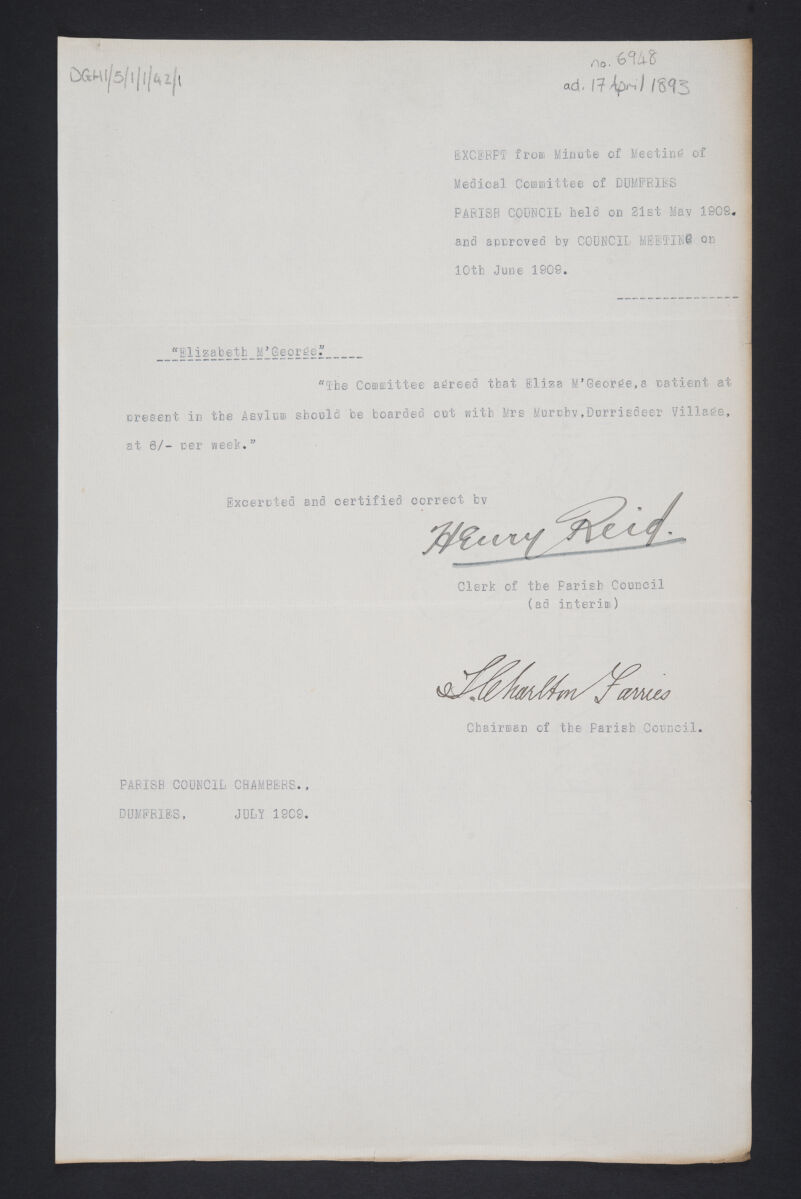 DGH1/5/1/1/42/1
no. 6948
ad. 17 April 1893
EXCERPT from Minute of Meeting of
Medical Committee of DUMFRIES
PARISH COUNCIL held on 21st May 1909.
and approved by COUNCIL MEETING on
10th June 1909.
"Elizabeth M'George."
"The Committee agreed that Eliza M'George,a patient at
present in the Asylum should be boarded out with Mrs Murphy,Durrisdeer Village,
at 6/- per week."
Excerpted and certified correct by
Henry Reid.
Clerk of the Parish Council
(ad interim)
J. Charlton Farries
Chairman of the Parish Council.
PARISH COUNCIL CHAMBERS.,
DUMFRIES, JULY 1909.